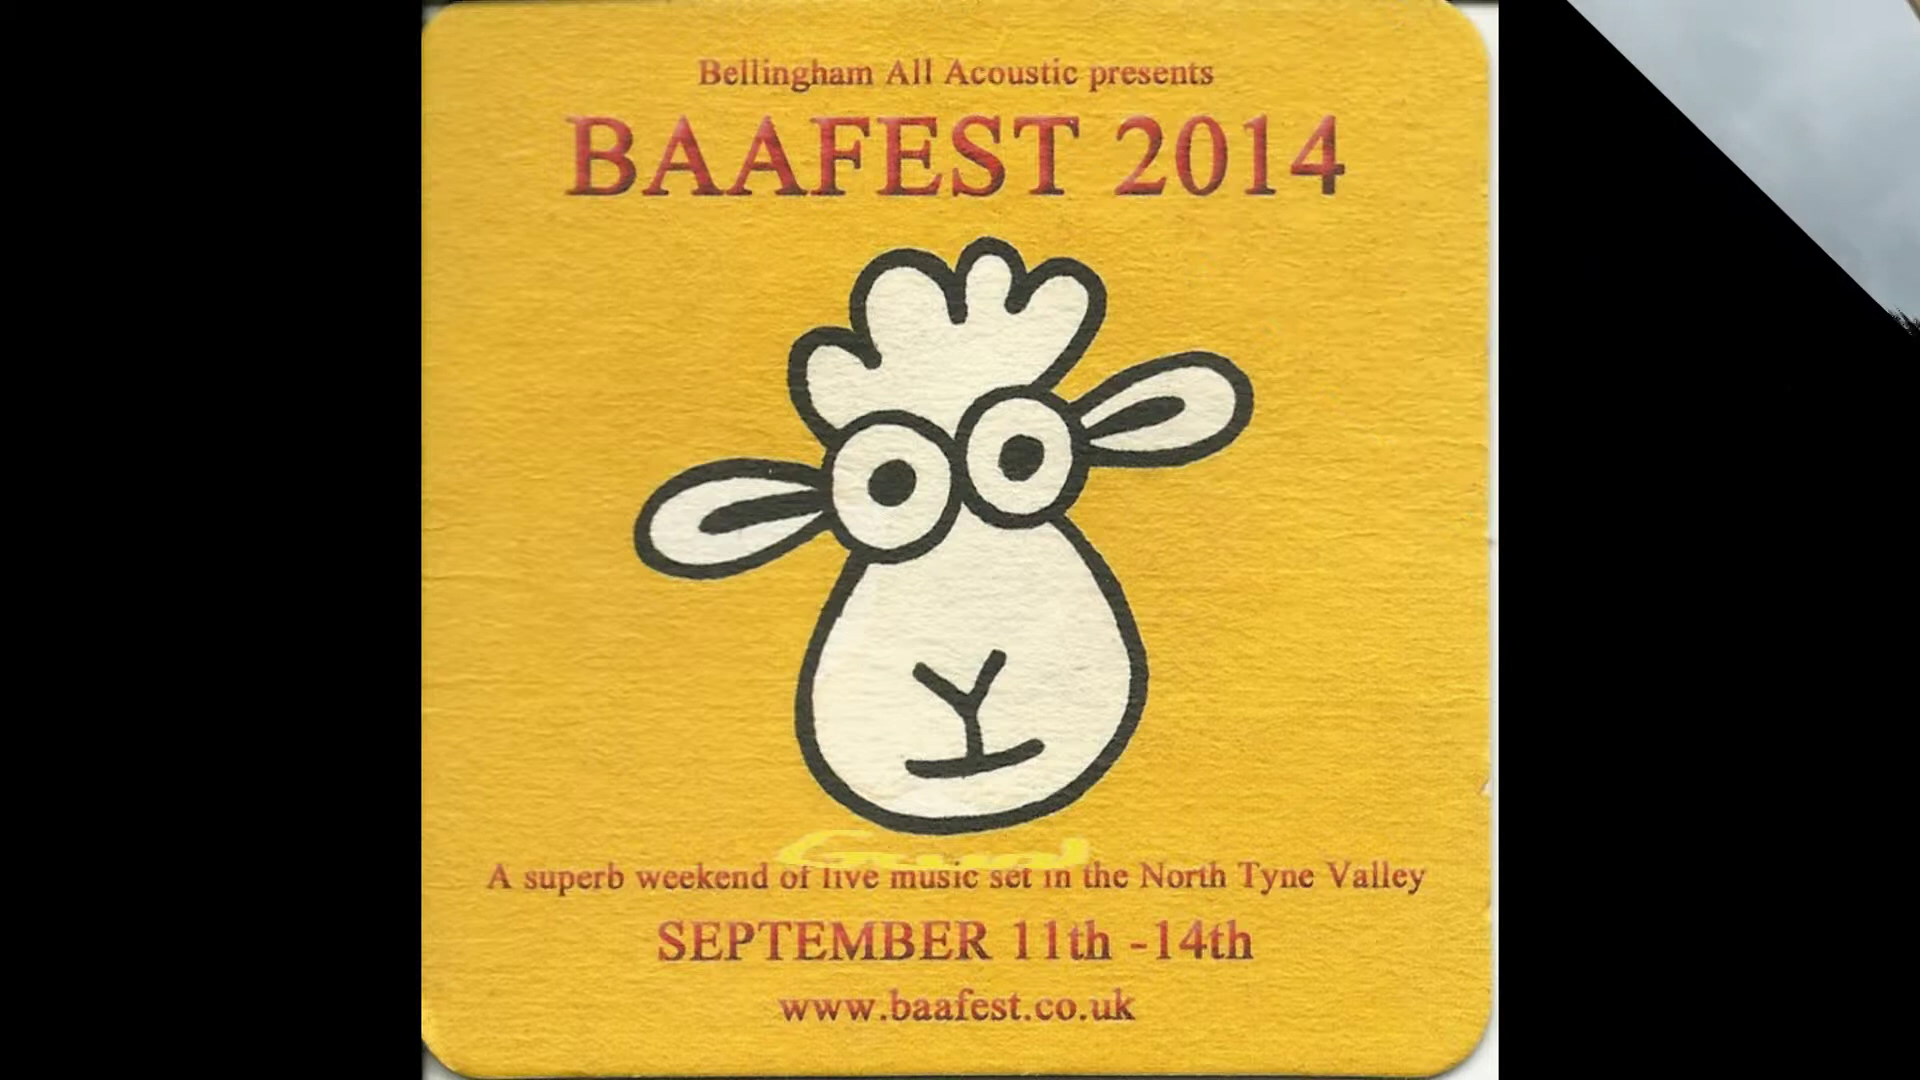 Bellingham All Acoustic presents
BAAFEST 2014
A superb weekend of live music set in the North Tyne Valley
SEPTEMBER 11th -14th
www.baafest.co.uk